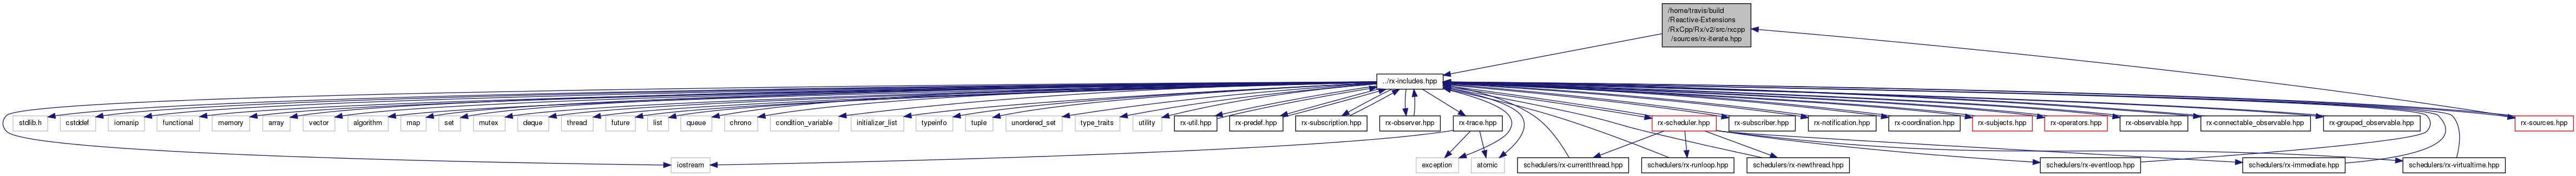 /home/travis/build
/Reactive-Extensions
/RxCpp/Rx/v2/src/rxcpp
/sources/rx-iterate.hpp
../rx-includes.hpp
stdlib.h
cstddef
iomanip
functional
memory
array
vector
algorithm
map
set
mutex
deque
thread
future
list
queue
chrono
condition_variable
initializer_list
typeinfo
tuple
unordered_set
type_traits
utility
rx-util.hpp
rx-predef.hpp
rx-subscription.hpp
rx-observer.hpp
rx-trace.hpp
rx-scheduler.hpp
rx-subscriber.hpp
rx-notification.hpp
rx-coordination.hpp
rx-subjects.hpp
rx-operators.hpp
rx-observable.hpp
rx-connectable_observable.hpp
rx-grouped_observable.hpp
rx-sources.hpp
iostream
exception
atomic
schedulers/rx-currentthread.hpp
schedulers/rx-runloop.hpp
schedulers/rx-newthread.hpp
schedulers/rx-eventloop.hpp
schedulers/rx-immediate.hpp
schedulers/rx-virtualtime.hpp